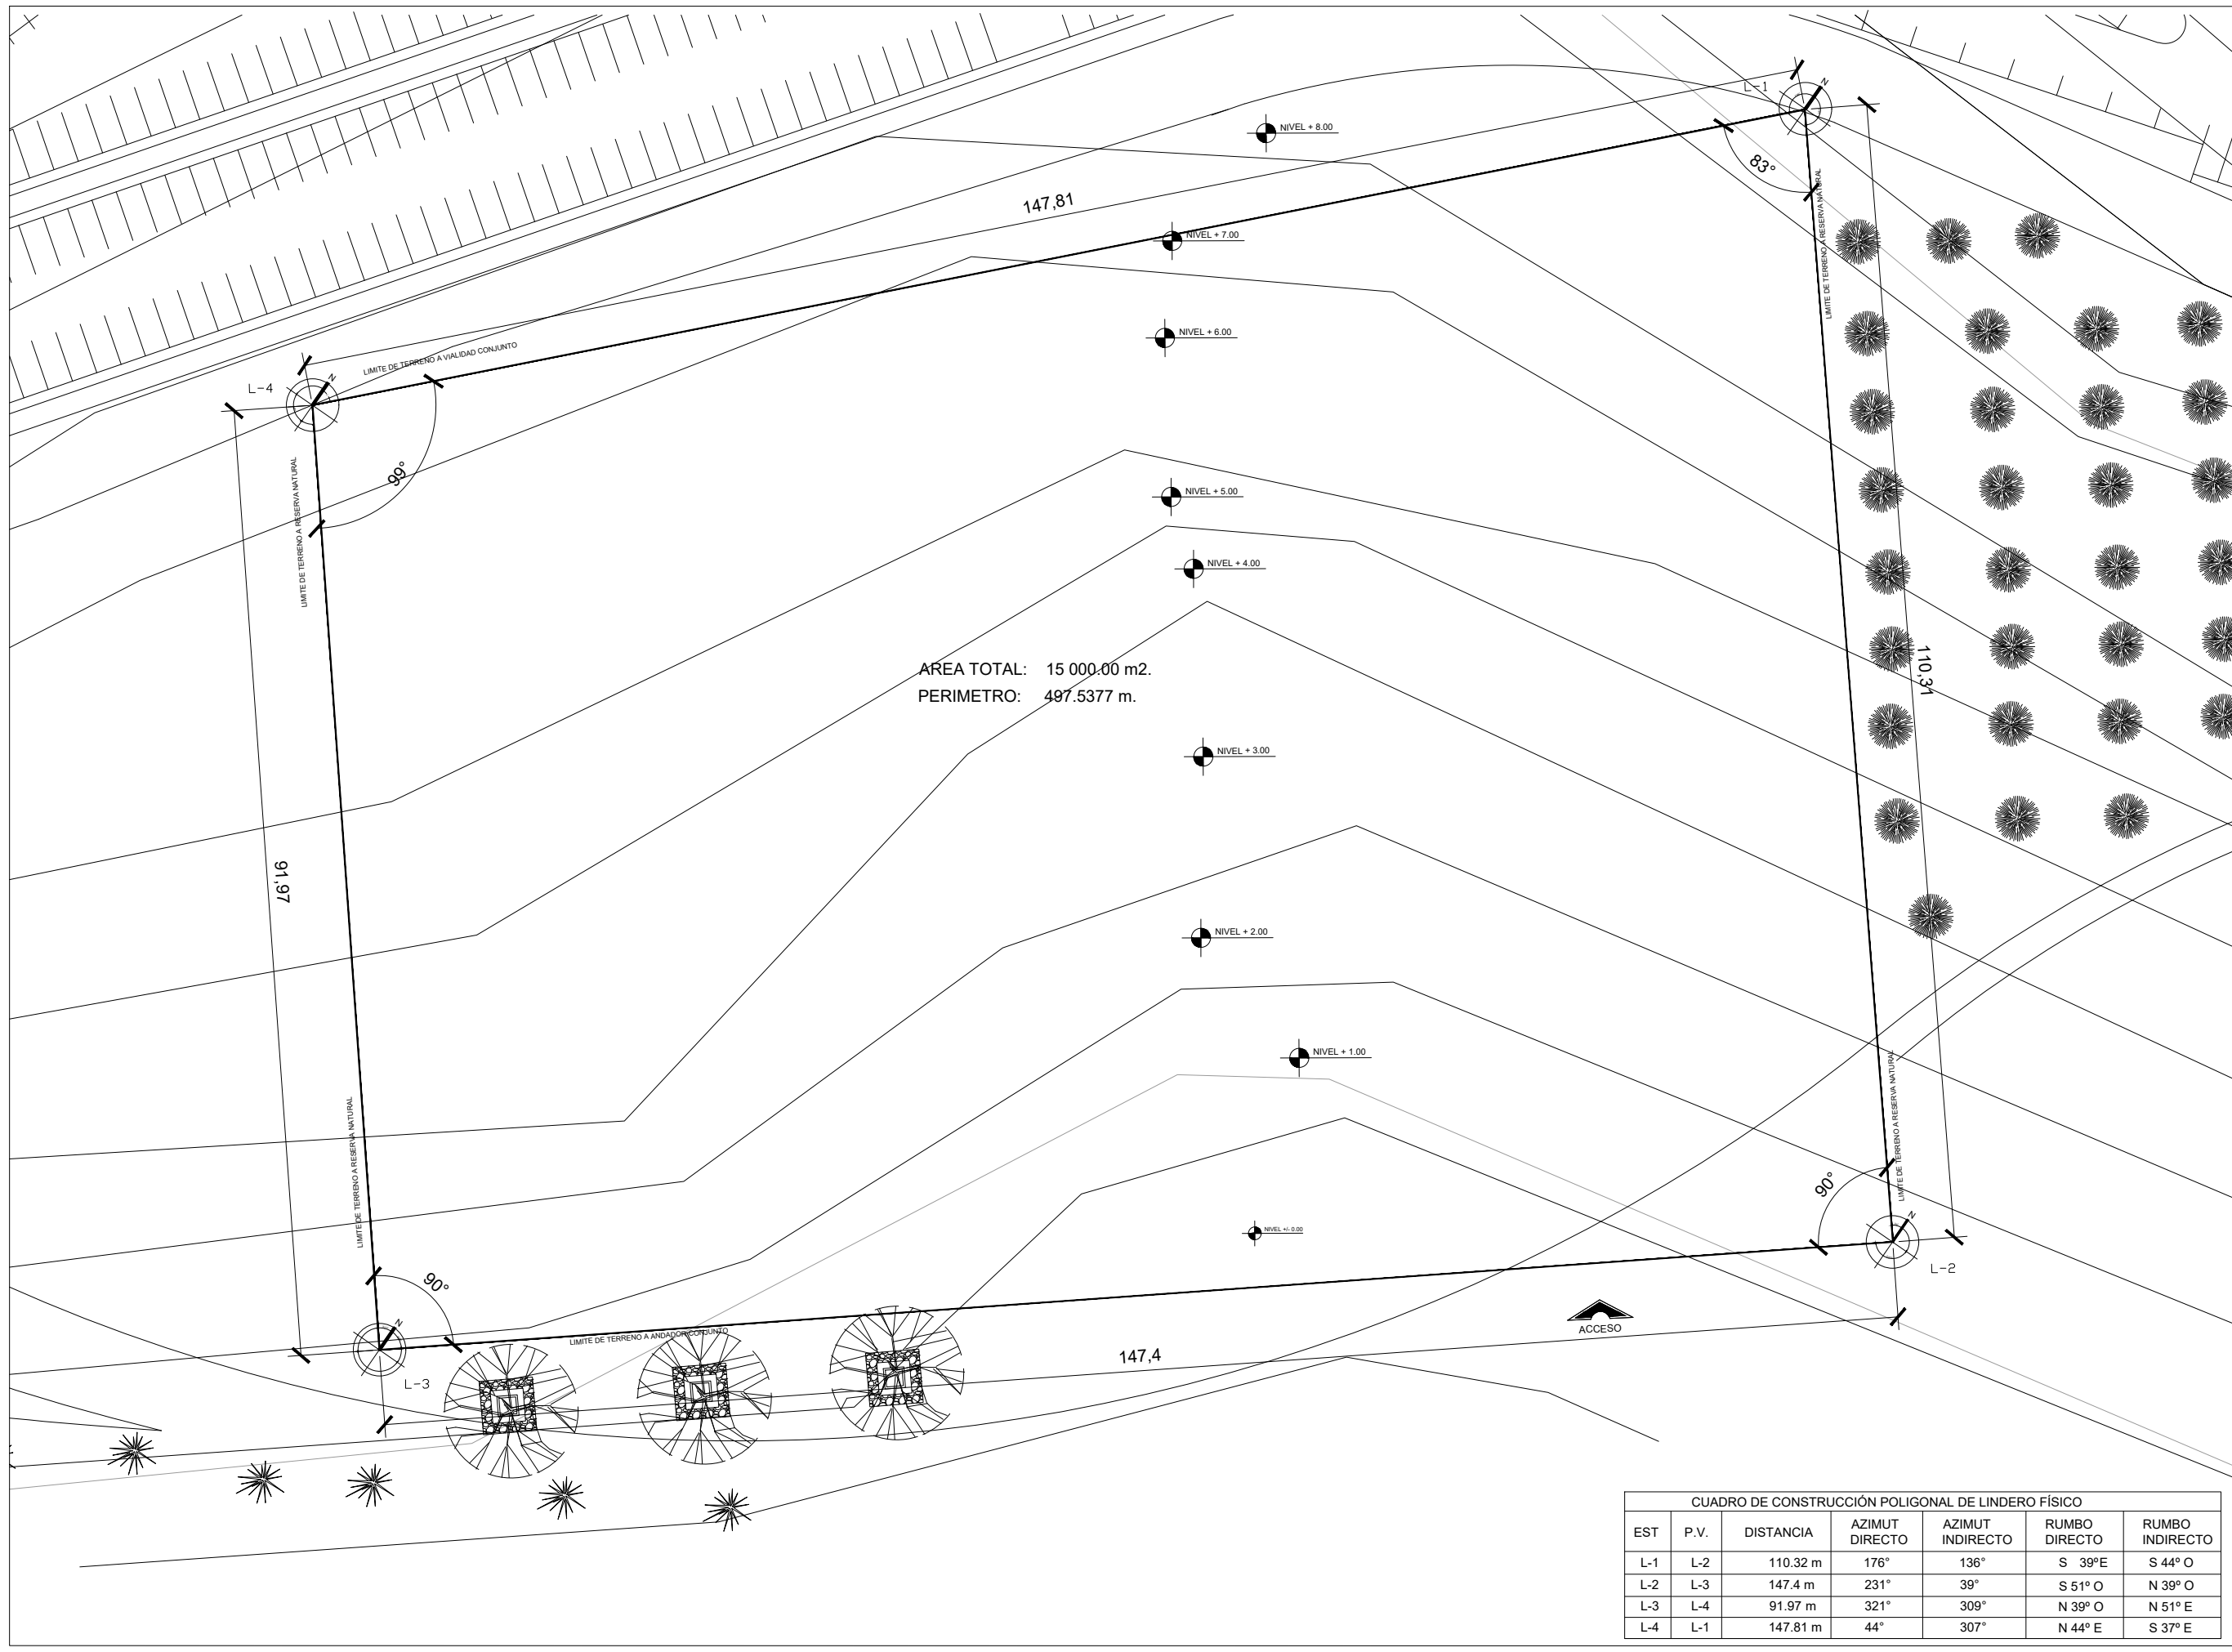 L-1
N
NIVEL + 8.00
83°
147,81
LIMITE DE TERRENO A RESERVA NATURAL
NIVEL + 7.00
NIVEL + 6.00
LIMITE DE TERRENO A VIALIDAD CONJUNTO
L-4
N
99°
LIMITE DE TERRENO A RESERVA NATURAL
NIVEL + 5.00
NIVEL + 4.00
AREA TOTAL: 15 000.00 m2.
PERIMETRO: 497.5377 m.
110,31
NIVEL + 3.00
91,97
NIVEL + 2.00
NIVEL + 1.00
LIMITE DE TERRENO A RESERVA NATURAL
LIMITE DE TERRENO A RESERVA NATURAL
90°
N
NIVEL +/- 0.00
L-2
90°
N
LIMITE DE TERRENO A ANDADOR CONJUNTO
ACCESO
147,4
L-3
CUADRO DE CONSTRUCCIÓN POLIGONAL DE LINDERO FÍSICO
EST P.V. DISTANCIA AZIMUT DIRECTO AZIMUT INDIRECTO RUMBO DIRECTO RUMBO INDIRECTO
L-1 L-2 110.32 m 176° 136° S 39ºE S 44º O
L-2 L-3 147.4 m 231° 39° S 51º O N 39º O
L-3 L-4 91.97 m 321° 309° N 39º O N 51º E
L-4 L-1 147.81 m 44° 307° N 44º E S 37º E